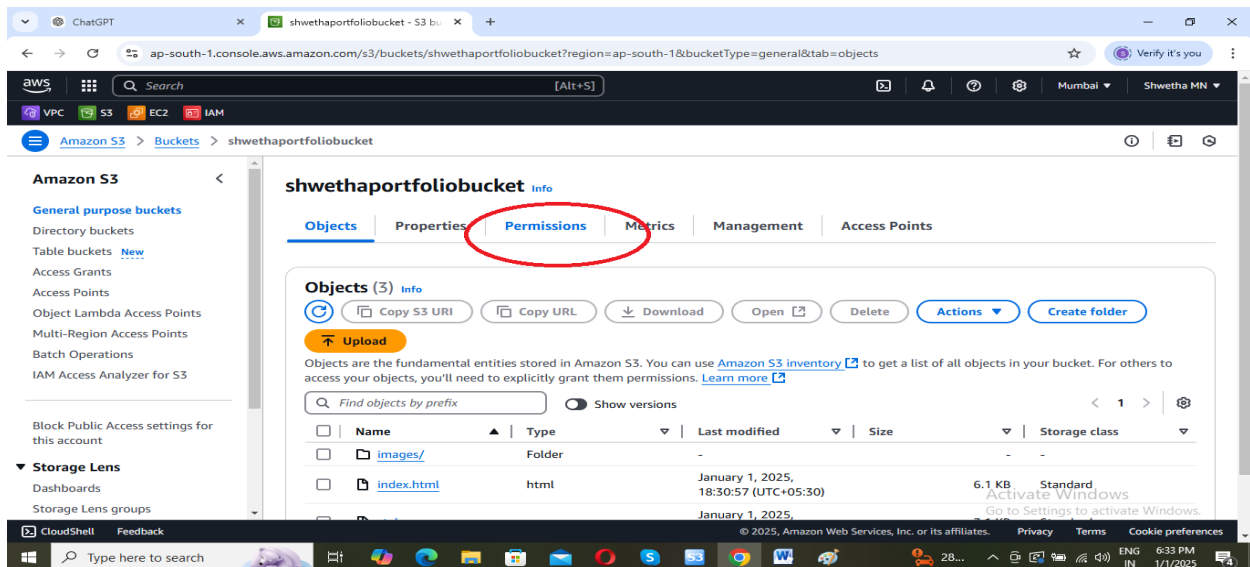 ChatGPT
shwethaportfoliobucket - S3 bu
ap-south-1.console.aws.amazon.com/s3/buckets/shwethaportfoliobucket?region=ap-south-1&bucketType=general&tab=objects
Verify it's you
aws
Search
[Alt+S]
Mumbai
Shwetha MN
VPC S3 EC2 IAM
Amazon S3 > Buckets > shwethaportfoliobucket
Amazon S3
General purpose buckets
Directory buckets
Table buckets New
Access Grants
Access Points
Object Lambda Access Points
Multi-Region Access Points
Batch Operations
IAM Access Analyzer for S3
Block Public Access settings for
this account
Storage Lens
Dashboards
Storage Lens groups
shwethaportfoliobucket Info
Objects Properties Permissions Metrics Management Access Points
Objects (3) Info
Copy S3 URI Copy URL Download Open Delete Actions Create folder
Upload
Objects are the fundamental entities stored in Amazon S3. You can use Amazon S3 inventory to get a list of all objects in your bucket. For others to
access your objects, you'll need to explicitly grant them permissions. Learn more
Find objects by prefix
Show versions
1
Name Type Last modified Size Storage class
images/ Folder - - -
index.html html January 1, 2025,
18:30:57 (UTC+05:30) 6.1 KB Standard
January 1, 2025,
Activate Windows
Go to Settings to activate Windows.
CloudShell Feedback
© 2025, Amazon Web Services, Inc. or its affiliates. Privacy Terms Cookie preferences
Type here to search
28...
ENG
IN
6:33 PM
1/1/2025
4